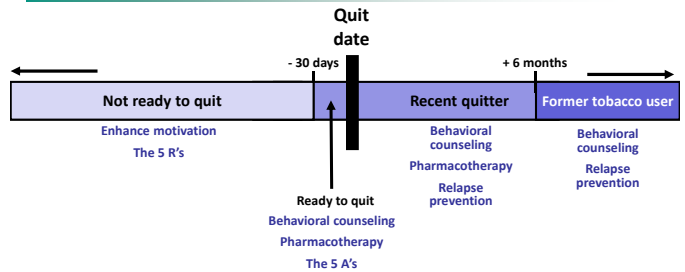 Quit
date
- 30 days
+ 6 months
Not ready to quit
Recent quitter
Former tobacco user
Enhance motivation
The 5 R's
Behavioral
counseling
Pharmacotherapy
Relapse
prevention
Behavioral
counseling
Relapse
prevention
Ready to quit
Behavioral counseling
Pharmacotherapy
The 5 A's